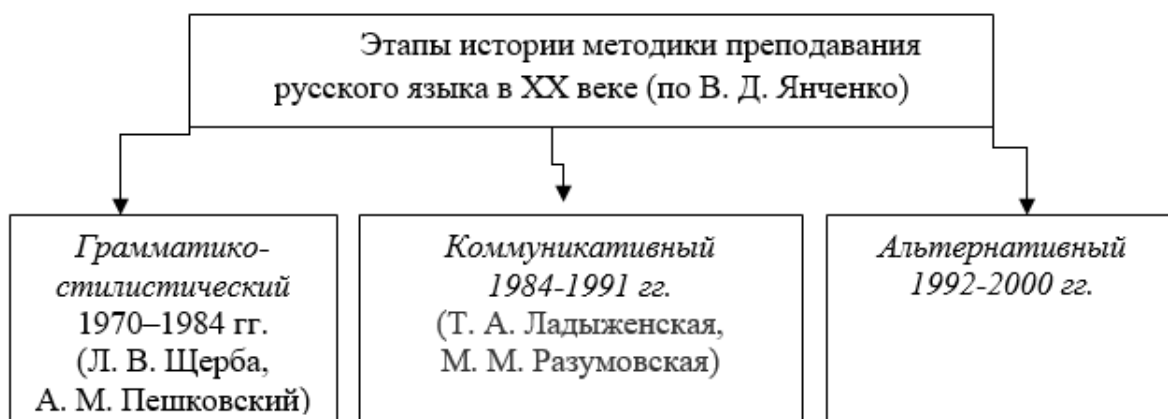 Этапы истории методики преподавания
русского языка в XX веке (по В. Д. Янченко)
Грамматико-
стилистический
1970–1984 гг.
(Л. В. Щерба,
А. М. Пешковский)
Коммуникативный
1984-1991 гг.
(Т. А. Ладыженская,
М. М. Разумовская)
Альтернативный
1992-2000 гг.